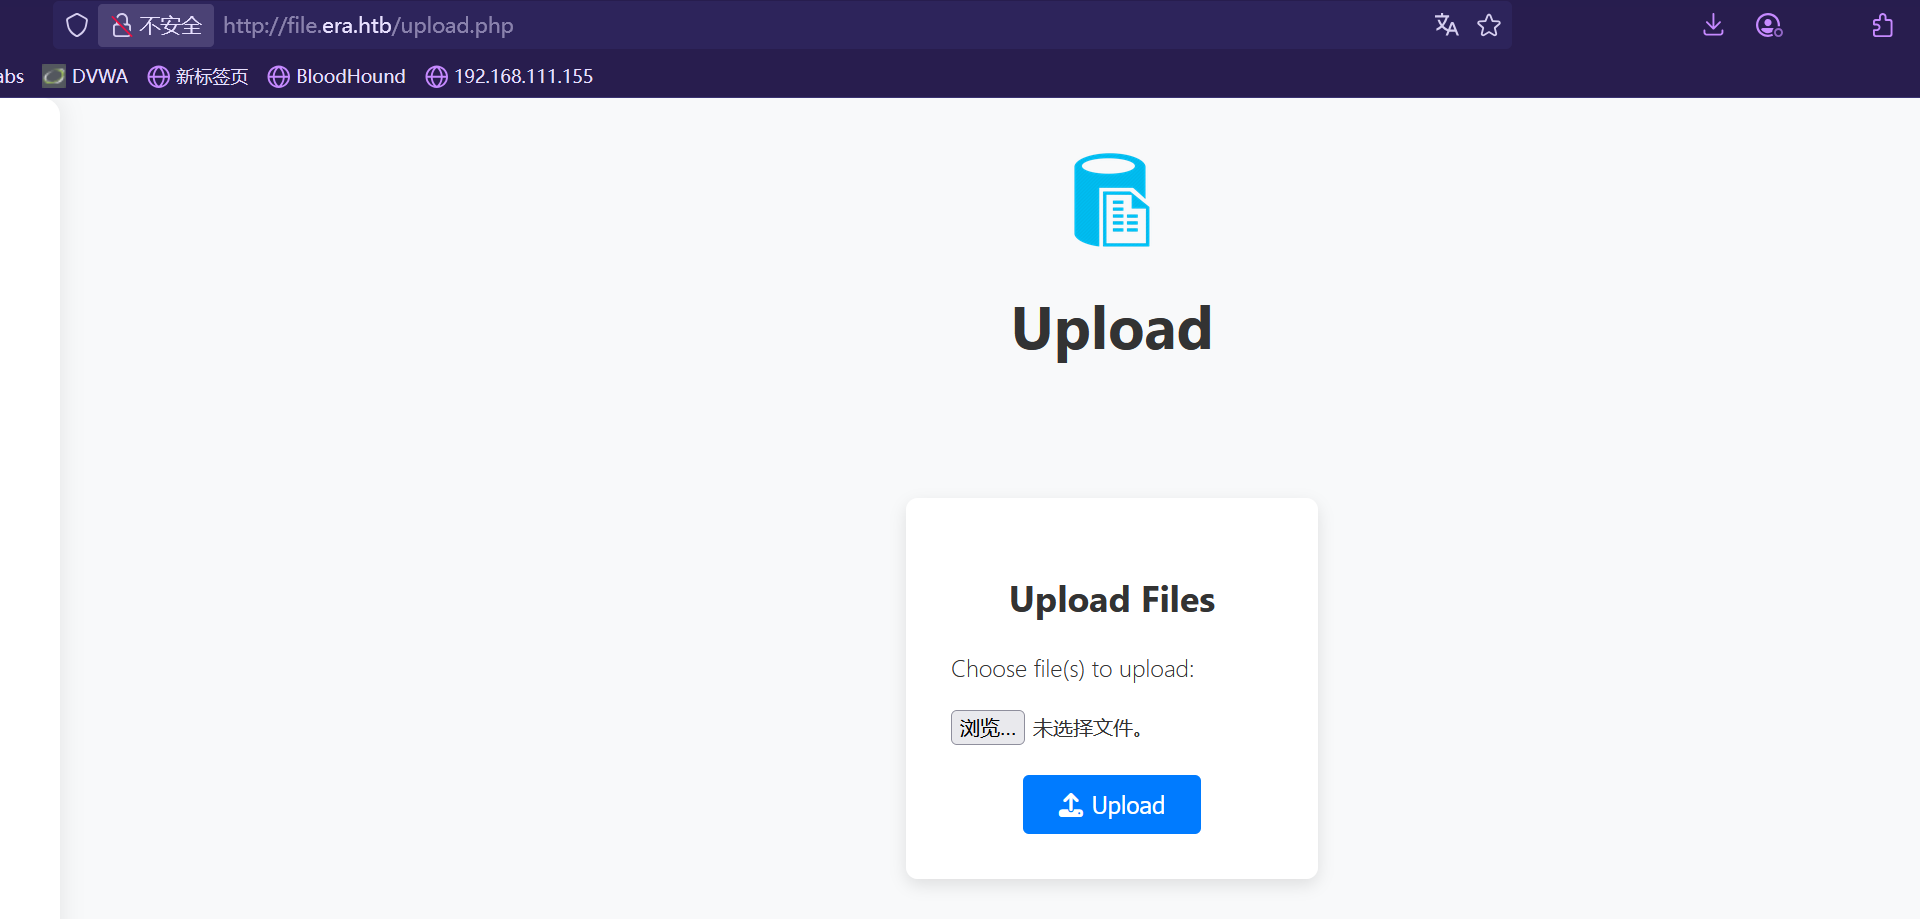 不安全 http://file.era.htb/upload.php
abs DVWA 新标签页 BloodHound 192.168.111.155
Upload
Upload Files
Choose file(s) to upload:
浏览... 未选择文件。
Upload